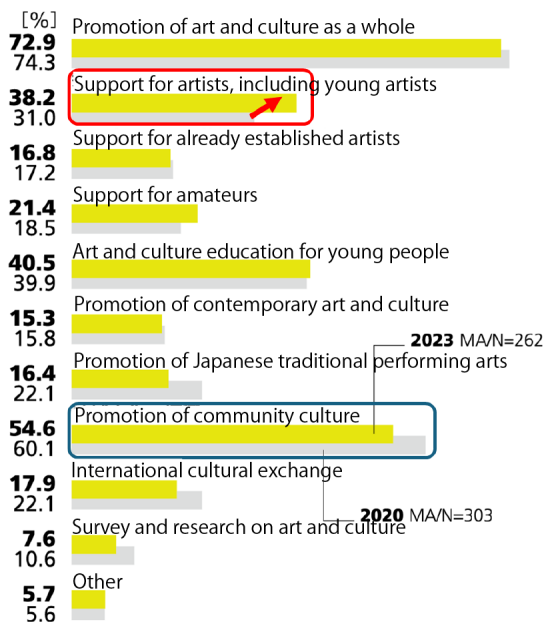 [%]
Promotion of art and culture as a whole
72.9
74.3
Support for artists, including young artists
38.2
31.0
Support for already established artists
16.8
17.2
Support for amateurs
21.4
18.5
Art and culture education for young people
40.5
39.9
Promotion of contemporary art and culture
15.3
15.8
2023 MA/N=262
Promotion of Japanese traditional performing arts
16.4
22.1
Promotion of community culture
54.6
60.1
International cultural exchange
17.9
22.1
2020 MA/N=303
Survey and research on art and culture
7.6
10.6
Other
5.7
5.6